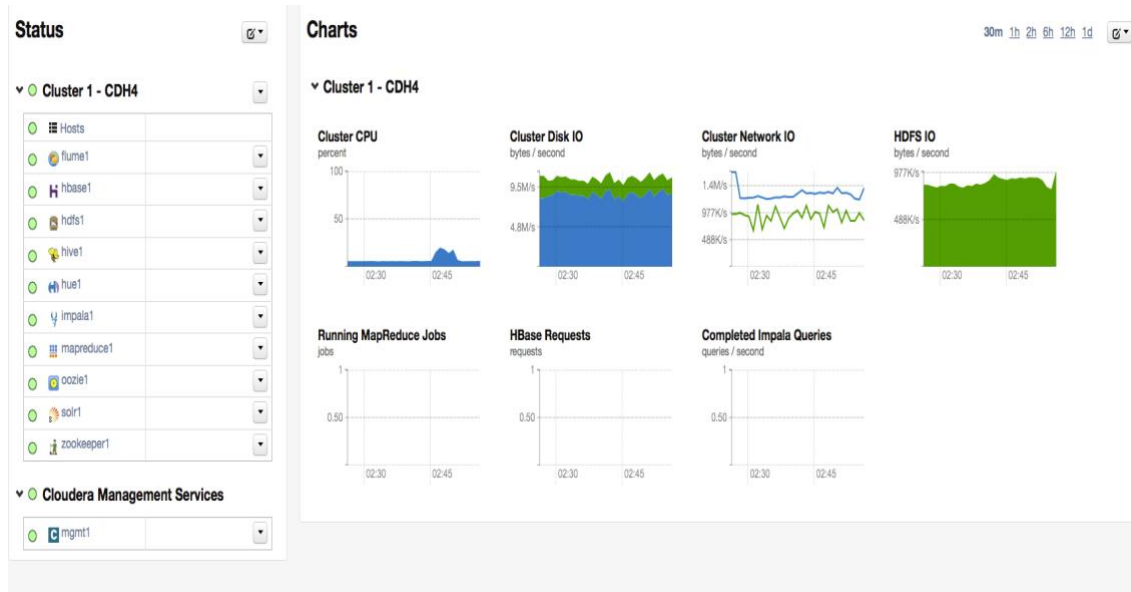 Status
Cluster 1 - CDH4
Hosts
flume1
hbase1
hdfs1
hive1
hue1
impala1
mapreduce1
oozie1
solr1
zookeeper1
Cloudera Management Services
C mgmt1
Charts
30m 1h 2h 6h 12h 1d
Cluster 1 - CDH4
Cluster CPU
percent
100
50
02:30 02:45
Cluster Disk IO
bytes / second
9.5M/s
4.8M/s
02:30 02:45
Cluster Network IO
bytes / second
1.4M/s
977K/s
488K/s
02:30 02:45
HDFS IO
bytes / second
977K/s
488K/s
02:30 02:45
Running MapReduce Jobs
jobs
1
0.50
02:30 02:45
HBase Requests
requests
1
0.50
02:30 02:45
Completed Impala Queries
queries / second
1
0.50
02:30 02:45